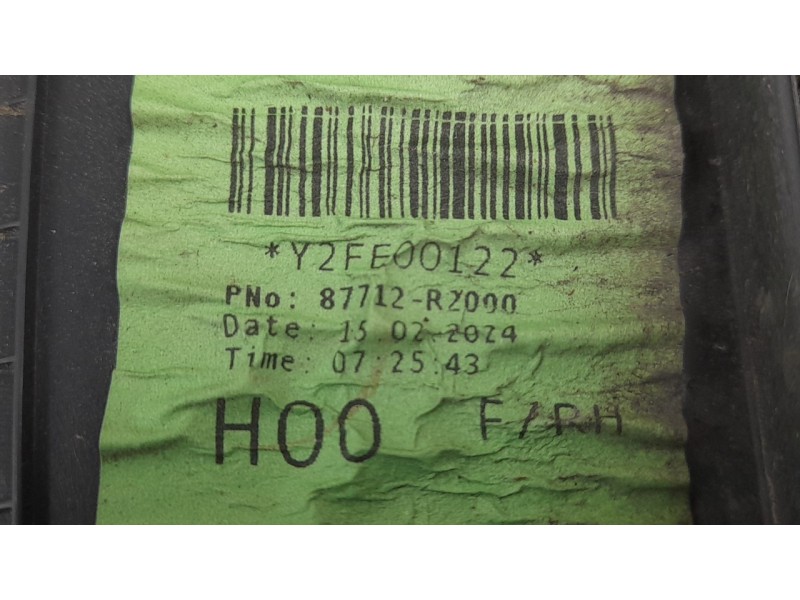 *Y2FE00122*
PNo: 87712-R2000
Date: 15.02.2024
Time: 07:25:43
H00 F/RH